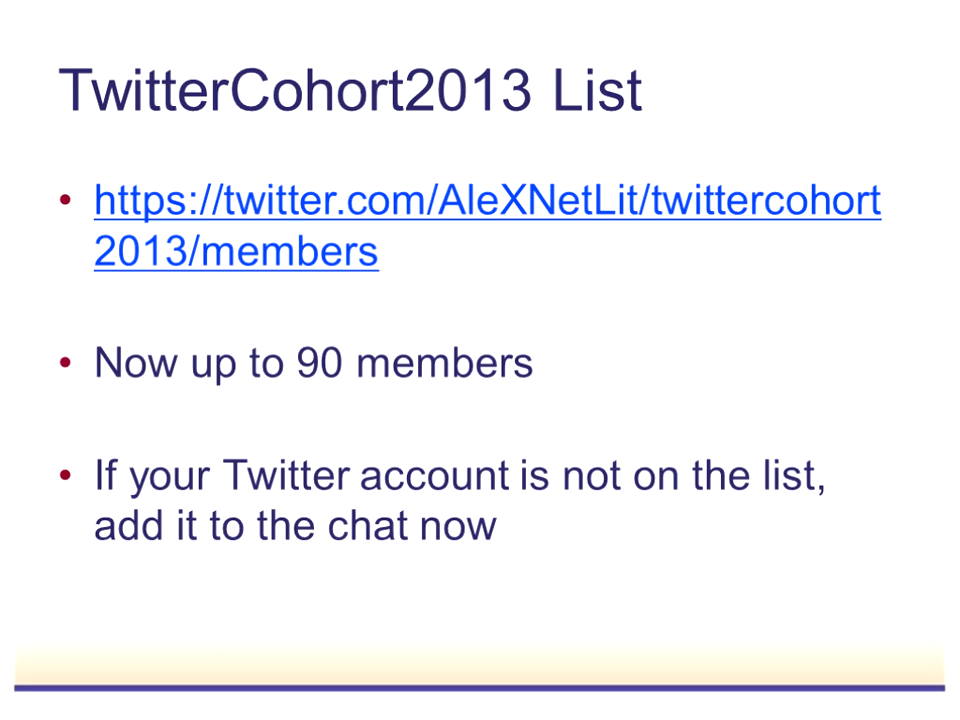 TwitterCohort2013 List
• https://twitter.com/AleXNetLit/twittercohort
2013/members
• Now up to 90 members
• If your Twitter account is not on the list,
add it to the chat now